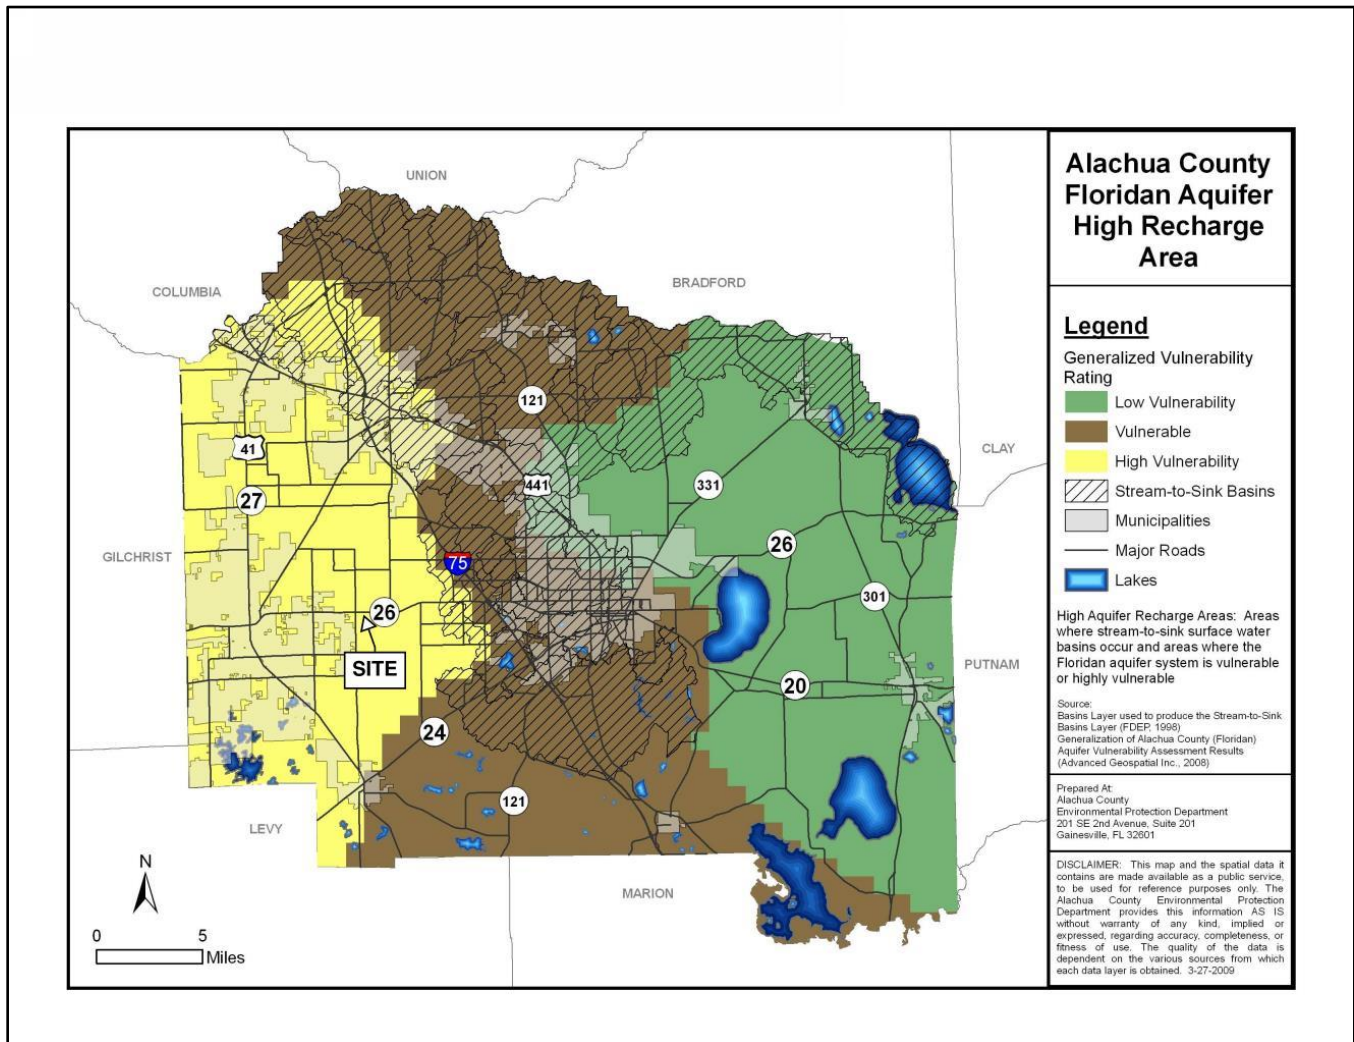 Alachua County
Floridan Aquifer
High Recharge
Area
UNION
COLUMBIA
BRADFORD
Legend
Generalized Vulnerability
Rating
Low Vulnerability
Vulnerable
High Vulnerability
Stream-to-Sink Basins
Municipalities
Major Roads
Lakes
121
41
CLAY
441
331
27
26
GILCHRIST
75
301
26
High Aquifer Recharge Areas: Areas
where stream-to-sink surface water
basins occur and areas where the
Floridan aquifer system is vulnerable
or highly vulnerable
SITE
PUTNAM
20
24
Source:
Basins Layer used to produce the Stream-to-Sink
Basins Layer (FDEP, 1998)
Generalization of Alachua County (Floridan)
Aquifer Vulnerability Assessment Results
(Advanced Geospatial Inc., 2008)
121
LEVY
Prepared At:
Alachua County
Environmental Protection Department
201 SE 2nd Avenue, Suite 201
Gainesville, FL 32601
MARION
N
0 5
Miles
DISCLAIMER: This map and the spatial data it
contains are made available as a public service,
to be used for reference purposes only. The
Alachua County Environmental Protection
Department provides this information AS IS
without warranty of any kind, implied or
expressed, regarding accuracy, completeness, or
fitness of use. The quality of the data is
dependent on the various sources from which
each data layer is obtained. 3-27-2009